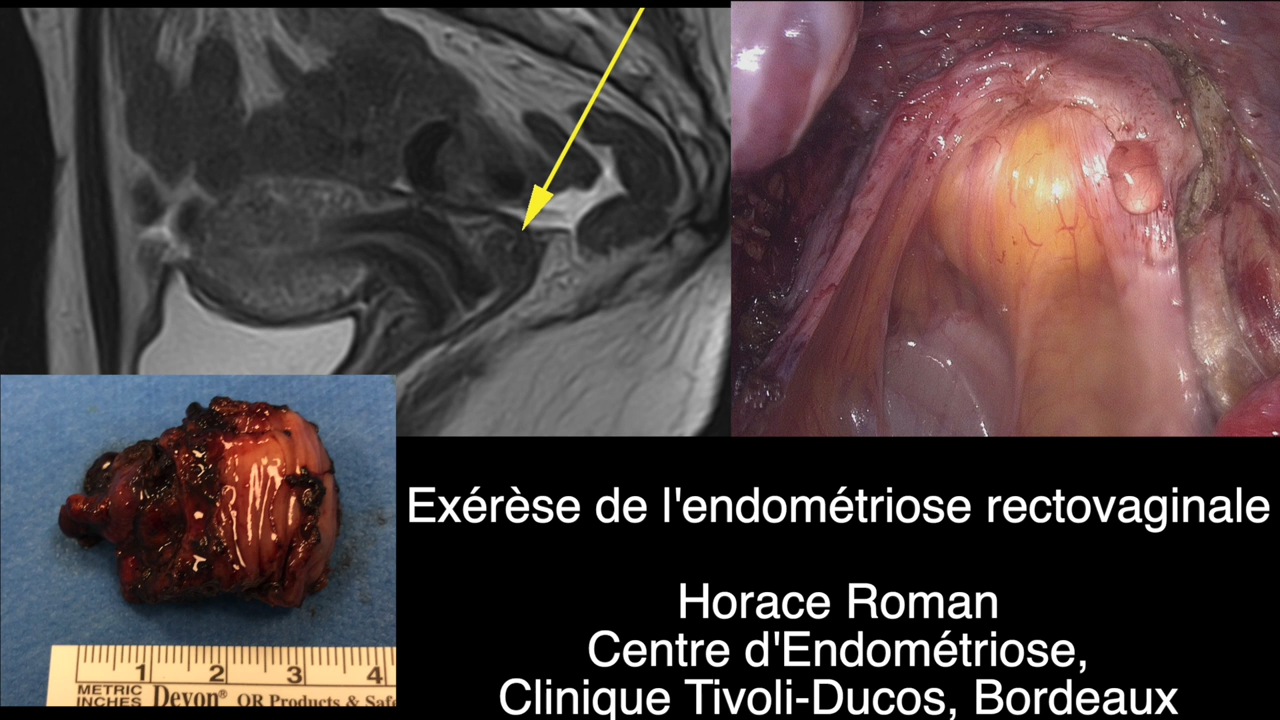 Exérèse de l'endométriose rectovaginale
Horace Roman
Centre d'Endométriose,
Clinique Tivoli-Ducos, Bordeaux
1 2 3 4
METRIC
INCHES Devon® OR Products & Safe